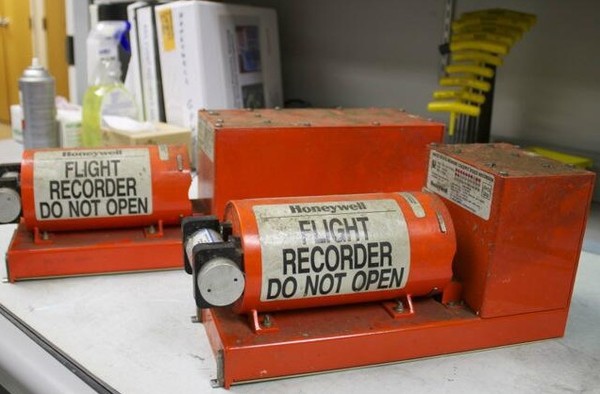 Honeywell
FLIGHT
RECORDER
DO NOT OPEN
Honeywell
FLIGHT
RECORDER
DO NOT OPEN